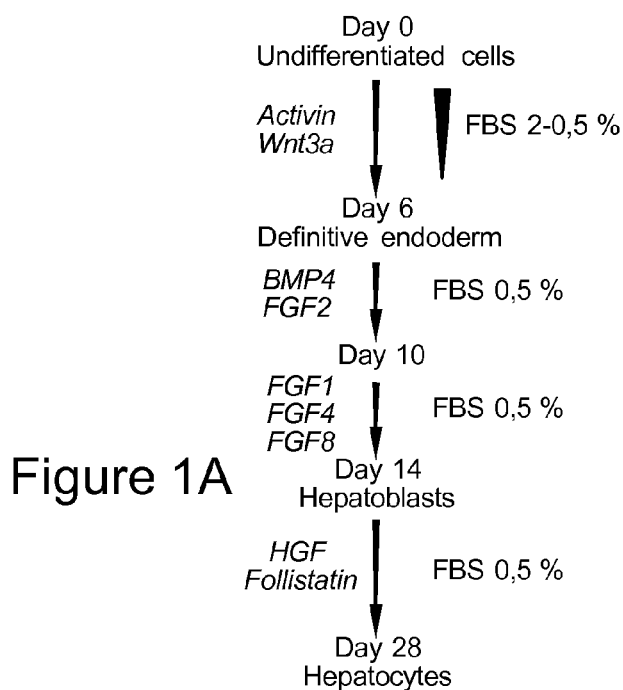 Day 0
Undifferentiated cells
Activin
Wnt3a
FBS 2-0,5 %
Day 6
Definitive endoderm
BMP4
FGF2
FBS 0,5 %
Day 10
FGF1
FGF4
FGF8
FBS 0,5 %
Figure 1A
Day 14
Hepatoblasts
HGF
Follistatin
FBS 0,5 %
Day 28
Hepatocytes